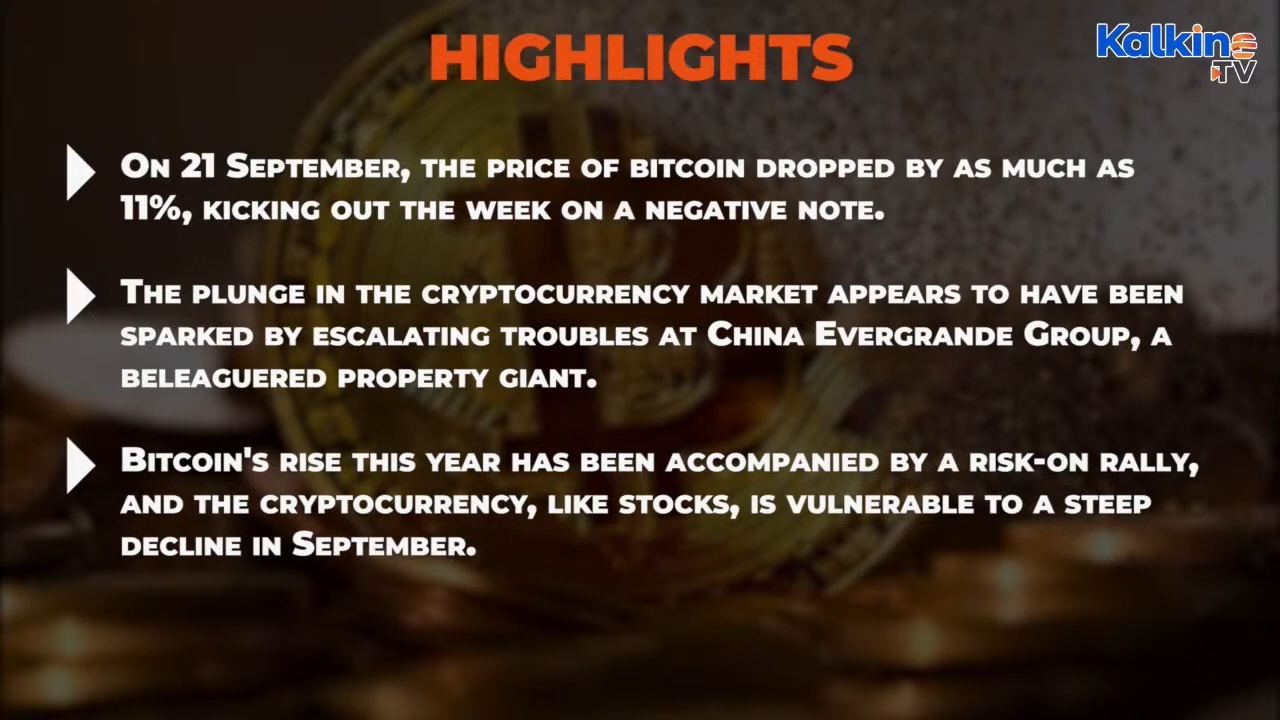 HIGHLIGHTS
Kalkine
TV
On 21 September, the price of bitcoin dropped by as much as
11%, kicking out the week on a negative note.
The plunge in the cryptocurrency market appears to have been
sparked by escalating troubles at China Evergrande Group, a
beleaguered property giant.
Bitcoin's rise this year has been accompanied by a risk-on rally,
and the cryptocurrency, like stocks, is vulnerable to a steep
decline in September.